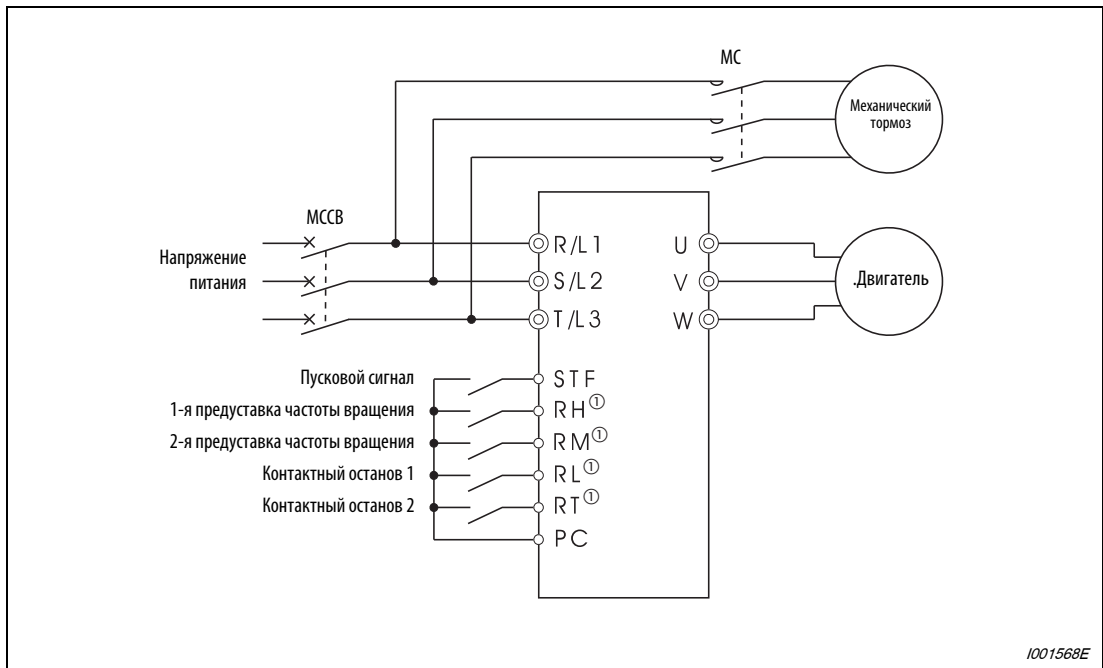 MC
Механический
тормоз
MCCB
Напряжение
питания
R/L1
S/L2
T/L3
U
V
W
.Двигатель
Пусковой сигнал
1-я предуставка частоты вращения
2-я предуставка частоты вращения
Контактный останов 1
Контактный останов 2
STF
RH①
RM①
RL①
RT①
PC
I001568E